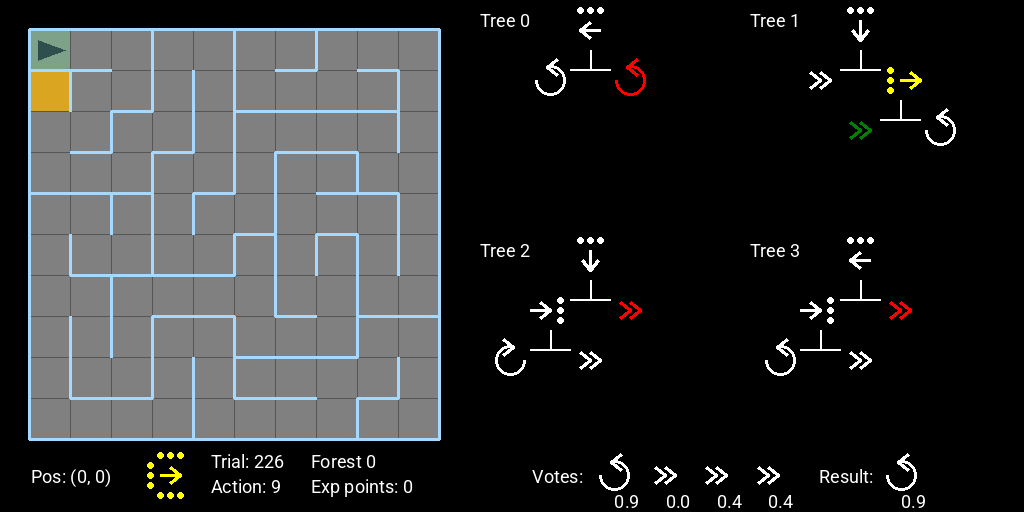 Tree 0
Tree 1
Tree 2
Tree 3
Pos: (0, 0)
Trial: 226
Forest 0
Action: 9
Exp points: 0
Votes:
Result:
0.9
0.0
0.4
0.4
0.9